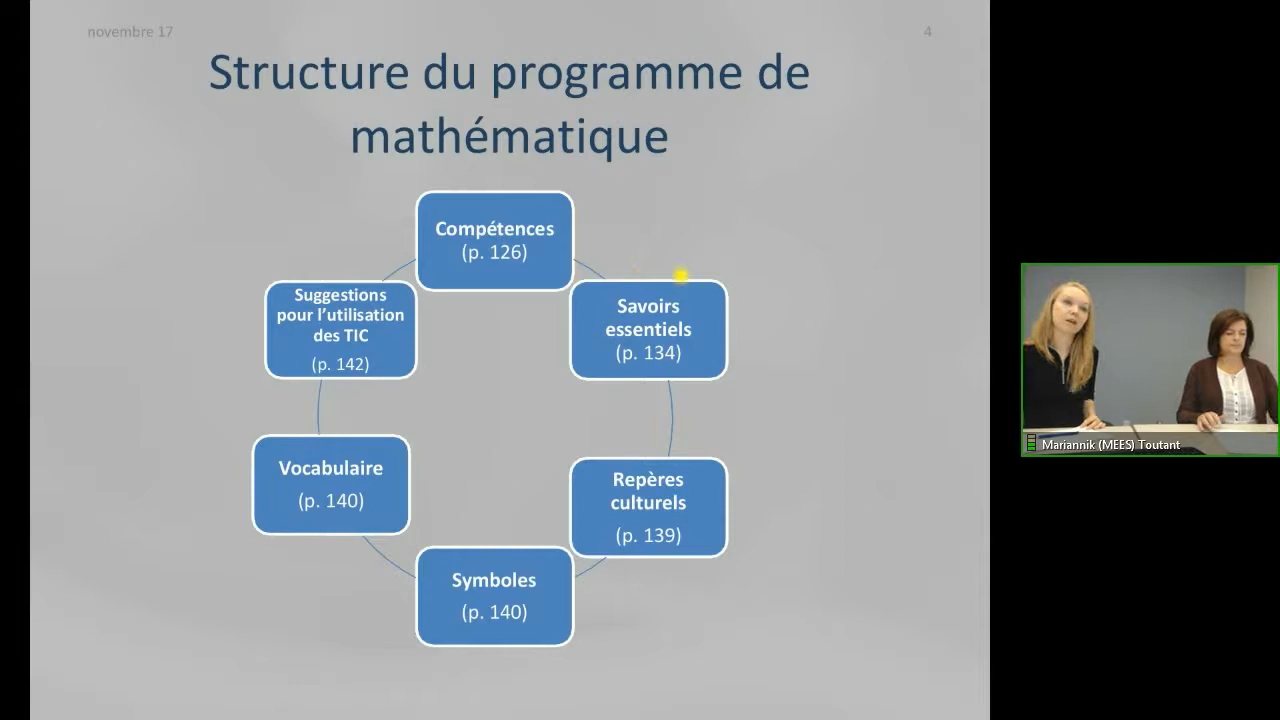 novembre 17
4
Structure du programme de
mathématique
Compétences
(p. 126)
Savoirs
essentiels
(p. 134)
Repères
culturels
(p. 139)
Symboles
(p. 140)
Vocabulaire
(p. 140)
Suggestions
pour l'utilisation
des TIC
(p. 142)
Mariannik (MEES) Toutant